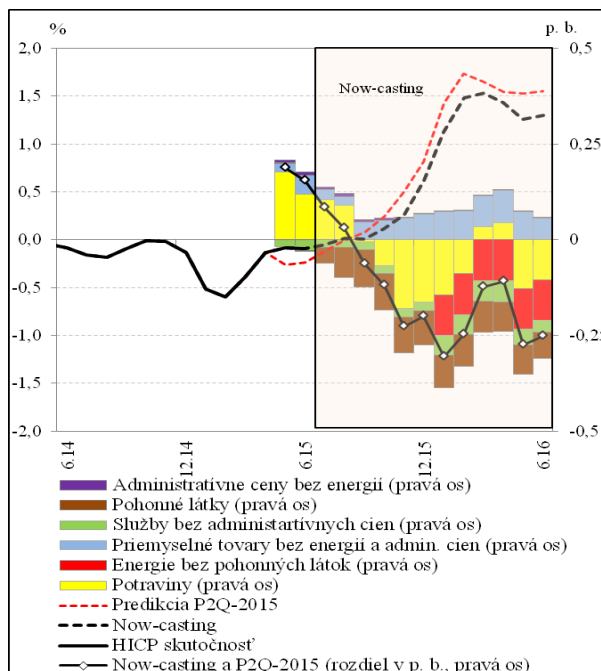 % p. b.
2,0 0,5
Now-casting
1,5
1,0 0,25
0,5
0,0 0
-0,5
-1,0 -0,25
-1,5
-2,0 -0,5
6.14 12.14 6.15 12.15 6.16
Administratívne ceny bez energií (pravá os)
Pohonné látky (pravá os)
Služby bez administartívnych cien (pravá os)
Priemyselné tovary bez energií a admin. cien (pravá os)
Energie bez pohonných látok (pravá os)
Potraviny (pravá os)
Predikcia P2Q-2015
Now-casting
HICP skutočnosť
Now-casting a P2Q-2015 (rozdiel v p. b., pravá os)